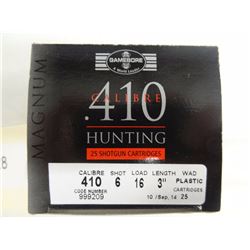 GAMEBORE
MAGNUM
CALIBRE
.410
HUNTING
25 SHOTGUN CARTRIDGES
CALIBRE SHOT LOAD LENGTH WAD
410 6 16 3" PLASTIC
CODE NUMBER CARTRIDGES
999209 10 /Sep, 14 25